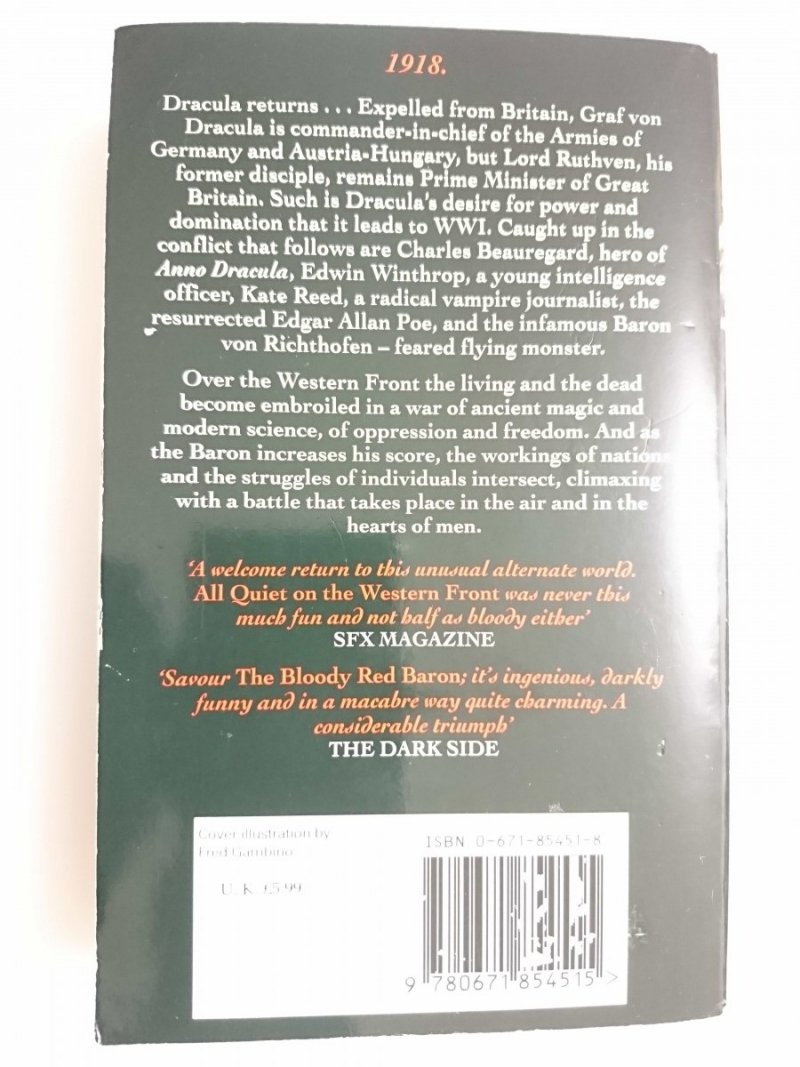 1918.
Dracula returns . . . Expelled from Britain, Graf von
Dracula is commander-in-chief of the Armies of
Germany and Austria-Hungary, but Lord Ruthven, his
former disciple, remains Prime Minister of Great
Britain. Such is Dracula's desire for power and
domination that it leads to WWI. Caught up in the
conflict that follows are Charles Beauregard, hero of
Anno Dracula, Edwin Winthrop, a young intelligence
officer, Kate Reed, a radical vampire journalist, the
resurrected Edgar Allan Poe, and the infamous Baron
von Richthofen – feared flying monster.
Over the Western Front the living and the dead
become embroiled in a war of ancient magic and
modern science, of oppression and freedom. And as
the Baron increases his score, the workings of nations
and the struggles of individuals intersect, climaxing
with a battle that takes place in the air and in the
hearts of men.
'A welcome return to this unusual alternate world.
All Quiet on the Western Front was never this
much fun and not half as bloody either'
SFX MAGAZINE
'Savour The Bloody Red Baron; it's ingenious, darkly
funny and in a macabre way quite charming. A
considerable triumph'
THE DARK SIDE
Cover illustration by
Fred Gambino
U. K. £5.99
ISBN 0-671-85451-8
9 780671 854515 >